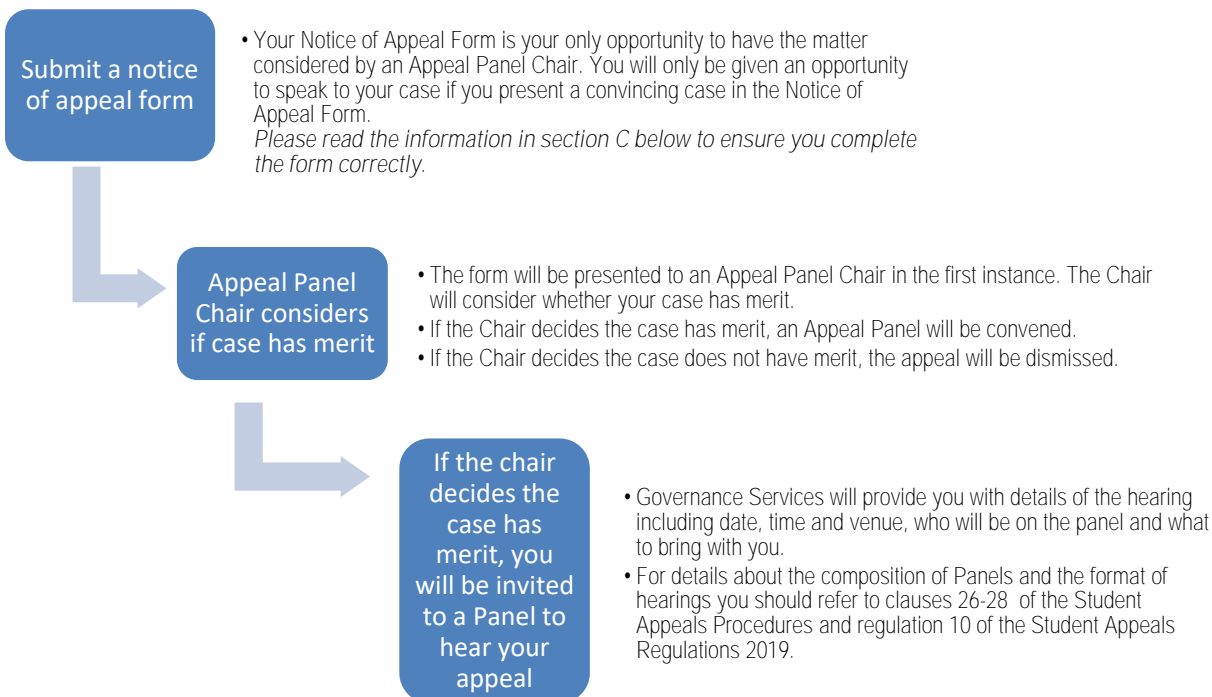 Submit a notice
of appeal form
• Your Notice of Appeal Form is your only opportunity to have the matter
considered by an Appeal Panel Chair. You will only be given an opportunity
to speak to your case if you present a convincing case in the Notice of
Appeal Form.
Please read the information in section C below to ensure you complete
the form correctly.
Appeal Panel
Chair considers
if case has merit
• The form will be presented to an Appeal Panel Chair in the first instance. The Chair
will consider whether your case has merit.
• If the Chair decides the case has merit, an Appeal Panel will be convened.
• If the Chair decides the case does not have merit, the appeal will be dismissed.
If the chair
decides the
case has
merit, you
will be invited
to a Panel to
hear your
appeal
• Governance Services will provide you with details of the hearing
including date, time and venue, who will be on the panel and what
to bring with you.
• For details about the composition of Panels and the format of
hearings you should refer to clauses 26-28 of the Student
Appeals Procedures and regulation 10 of the Student Appeals
Regulations 2019.